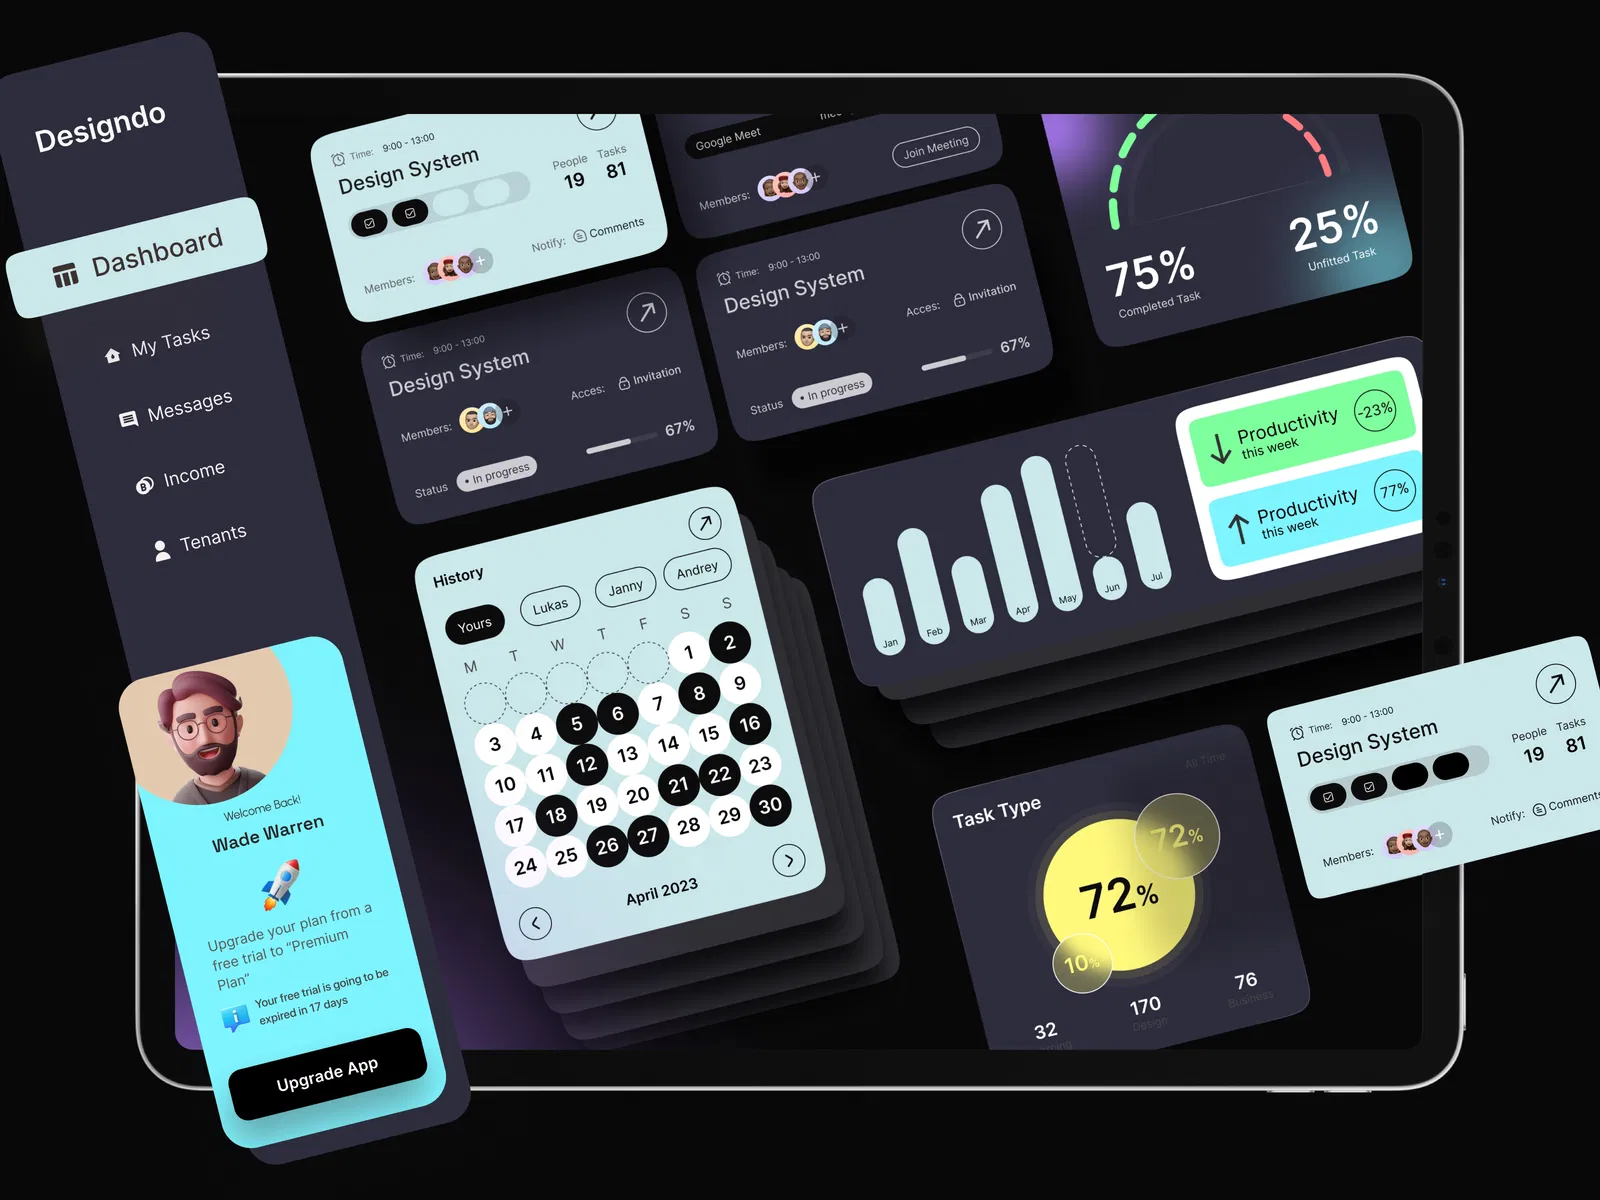 Designdo
Dashboard
My Tasks
Messages
Income
Tenants
Welcome Back!
Wade Warren
Upgrade your plan from a
free trial to “Premium
Plan”
Your free trial is going to be
expired in 17 days
Upgrade App
Time: 9:00 - 13:00
Design System
People 19
Tasks 81
Members: +
Notify: Comments
Google Meet
Join Meeting
Members: +
Time: 9:00 - 13:00
Design System
Members: +
Acces: Invitation
Status • In progress
67%
Time: 9:00 - 13:00
Design System
Members: +
Acces: Invitation
Status • In progress
67%
75%
Completed Task
25%
Unfitted Task
History
Yours Lukas Janny Andrey
M T W T F S S
1 2
3 4 5 6 7 8 9
10 11 12 13 14 15 16
17 18 19 20 21 22 23
24 25 26 27 28 29 30
April 2023
Jan Feb Mar Apr May Jun Jul
Productivity
this week
-23%
Productivity
this week
77%
Task Type
All Time
72%
72%
10%
32
170
Design
76
Business
Time: 9:00 - 13:00
Design System
People 19
Tasks 81
Members: +
Notify: Comments